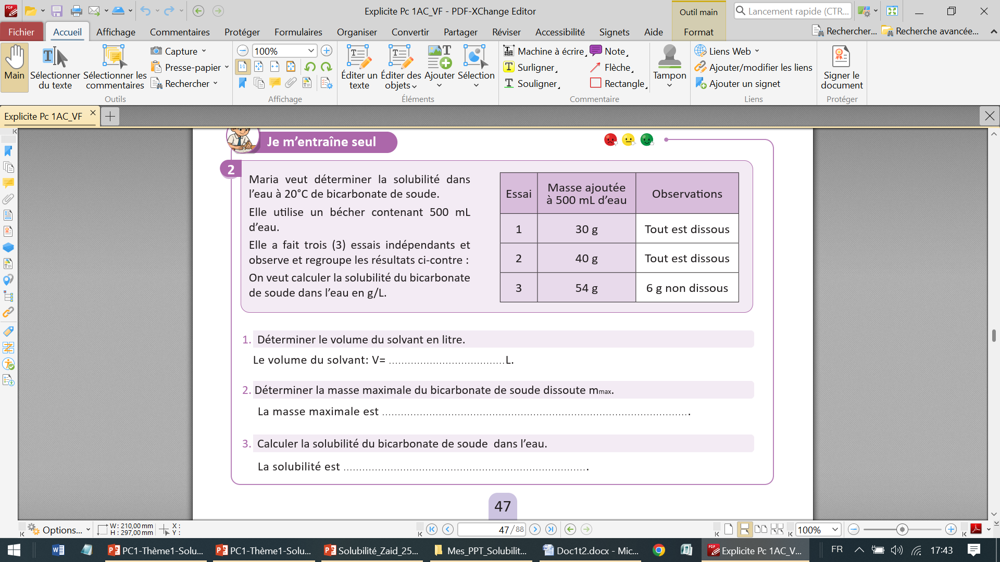 Explicite Pc 1AC_VF - PDF-XChange Editor
Outil main
Lancement rapide (CTR...
Fichier
Accueil
Affichage
Commentaires
Protéger
Formulaires
Organiser
Convertir
Partager
Réviser
Accessibilité
Signets
Aide
Format
Rechercher...
Recherche avancée...
Main
Sélectionner du texte
Sélectionner les commentaires
Capture
Presse-papier
Rechercher
Outils
100%
Affichage
Éditer un texte
Éditer des objets
Ajouter
Sélection
Éléments
Machine à écrire
Surligner
Souligner
Note
Flèche
Rectangle
Commentaire
Tampon
Liens Web
Ajouter/modifier les liens
Ajouter un signet
Liens
Signer le document
Protéger
Explicite Pc 1AC_VF
Je m'entraîne seul
2
Maria veut déterminer la solubilité dans
l'eau à 20°C de bicarbonate de soude.
Elle utilise un bécher contenant 500 mL
d'eau.
Elle a fait trois (3) essais indépendants et
observe et regroupe les résultats ci-contre :
On veut calculer la solubilité du bicarbonate
de soude dans l'eau en g/L.
Essai | Masse ajoutée à 500 mL d'eau | Observations
1 | 30 g | Tout est dissous
2 | 40 g | Tout est dissous
3 | 54 g | 6 g non dissous
1. Déterminer le volume du solvant en litre.
Le volume du solvant: V= .....................................L.
2. Déterminer la masse maximale du bicarbonate de soude dissoute mmax.
La masse maximale est ..................................................................................................
3. Calculer la solubilité du bicarbonate de soude dans l'eau.
La solubilité est ...............................................................................
47
Options...
W : 210,00 mm
H : 297,00 mm
X :
Y :
47 / 88
100%
PC1-Thème1-Solu...
PC1-Thème1-Solu...
Solubilité_Zaid_25...
Mes_PPT_Solubilit...
Doc1t2.docx - Mic...
Explicite Pc 1AC_V...
FR
17:43